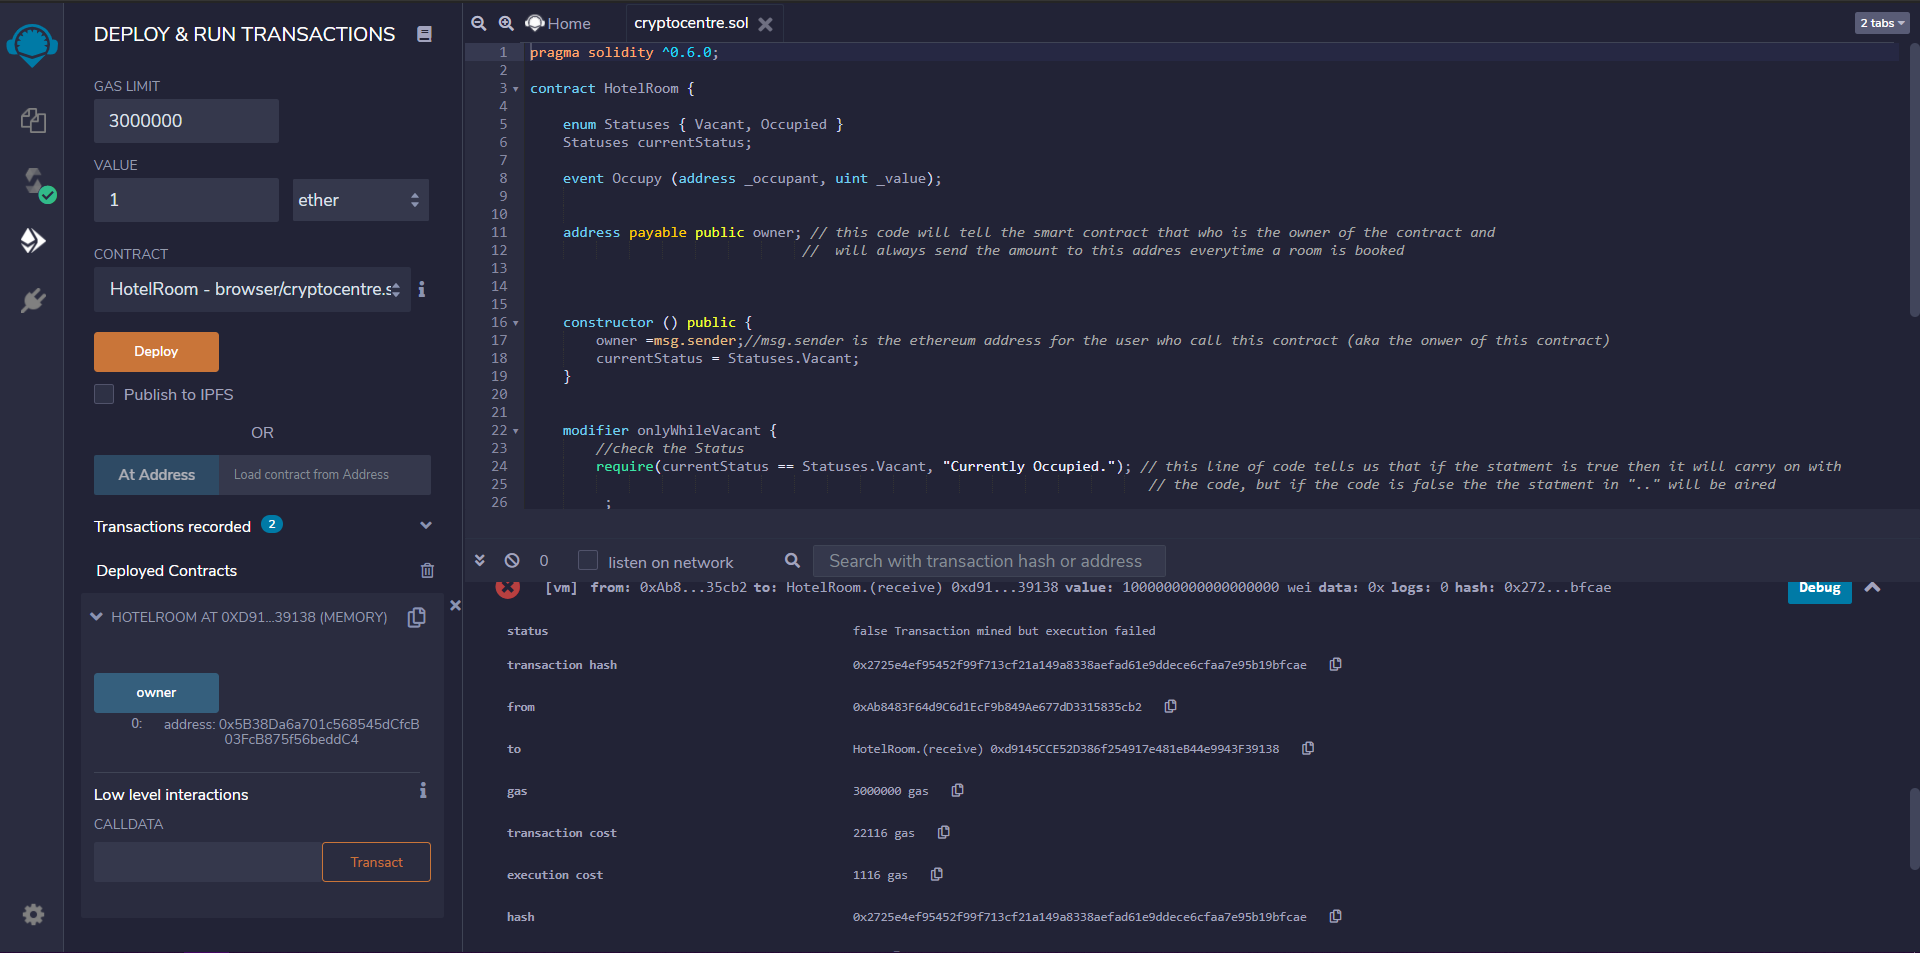 DEPLOY & RUN TRANSACTIONS
GAS LIMIT
3000000
VALUE
1
ether
CONTRACT
HotelRoom - browser/cryptocentre.s
Deploy
Publish to IPFS
OR
At Address
Load contract from Address
Transactions recorded 2
Deployed Contracts
HOTELROOM AT 0XD91...39138 (MEMORY)
owner
0: address: 0x5B38Da6a701c568545dCfcB
03FcB875f56beddC4
Low level interactions
CALLDATA
Transact
Home
cryptocentre.sol
2 tabs
1 pragma solidity ^0.6.0;
2
3 contract HotelRoom {
4
5 enum Statuses { Vacant, Occupied }
6 Statuses currentStatus;
7
8 event Occupy (address _occupant, uint _value);
9
10
11 address payable public owner; // this code will tell the smart contract that who is the owner of the contract and
12 //  will always send the amount to this addres everytime a room is booked
13
14
15
16 constructor () public {
17 owner =msg.sender;//msg.sender is the ethereum address for the user who call this contract (aka the onwer of this contract)
18 currentStatus = Statuses.Vacant;
19 }
20
21
22 modifier onlyWhileVacant {
23 //check the Status
24 require(currentStatus == Statuses.Vacant, "Currently Occupied."); // this line of code tells us that if the statment is true then it will carry on with
25 // the code, but if the code is false the the statment in ".." will be aired
26 ;
0
listen on network
Search with transaction hash or address
[vm] from: 0xAb8...35cb2 to: HotelRoom.(receive) 0xd91...39138 value: 1000000000000000000 wei data: 0x logs: 0 hash: 0x272...bfcae
Debug
status false Transaction mined but execution failed
transaction hash 0x2725e4ef95452f99f713cf21a149a8338aefad61e9ddece6cfaa7e95b19bfcae
from 0xAb8483F64d9C6d1EcF9b849Ae677dD3315835cb2
to HotelRoom.(receive) 0xd9145CCE52D386f254917e481eB44e9943F39138
gas 3000000 gas
transaction cost 22116 gas
execution cost 1116 gas
hash 0x2725e4ef95452f99f713cf21a149a8338aefad61e9ddece6cfaa7e95b19bfcae